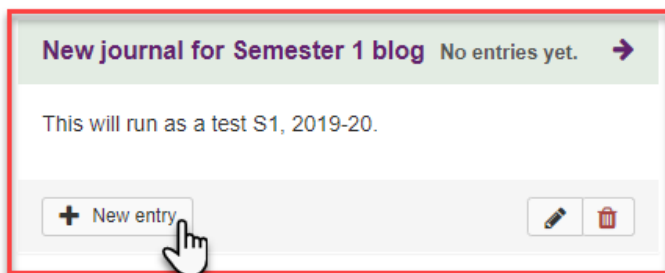 New journal for Semester 1 blog No entries yet.
This will run as a test S1, 2019-20.
New entry